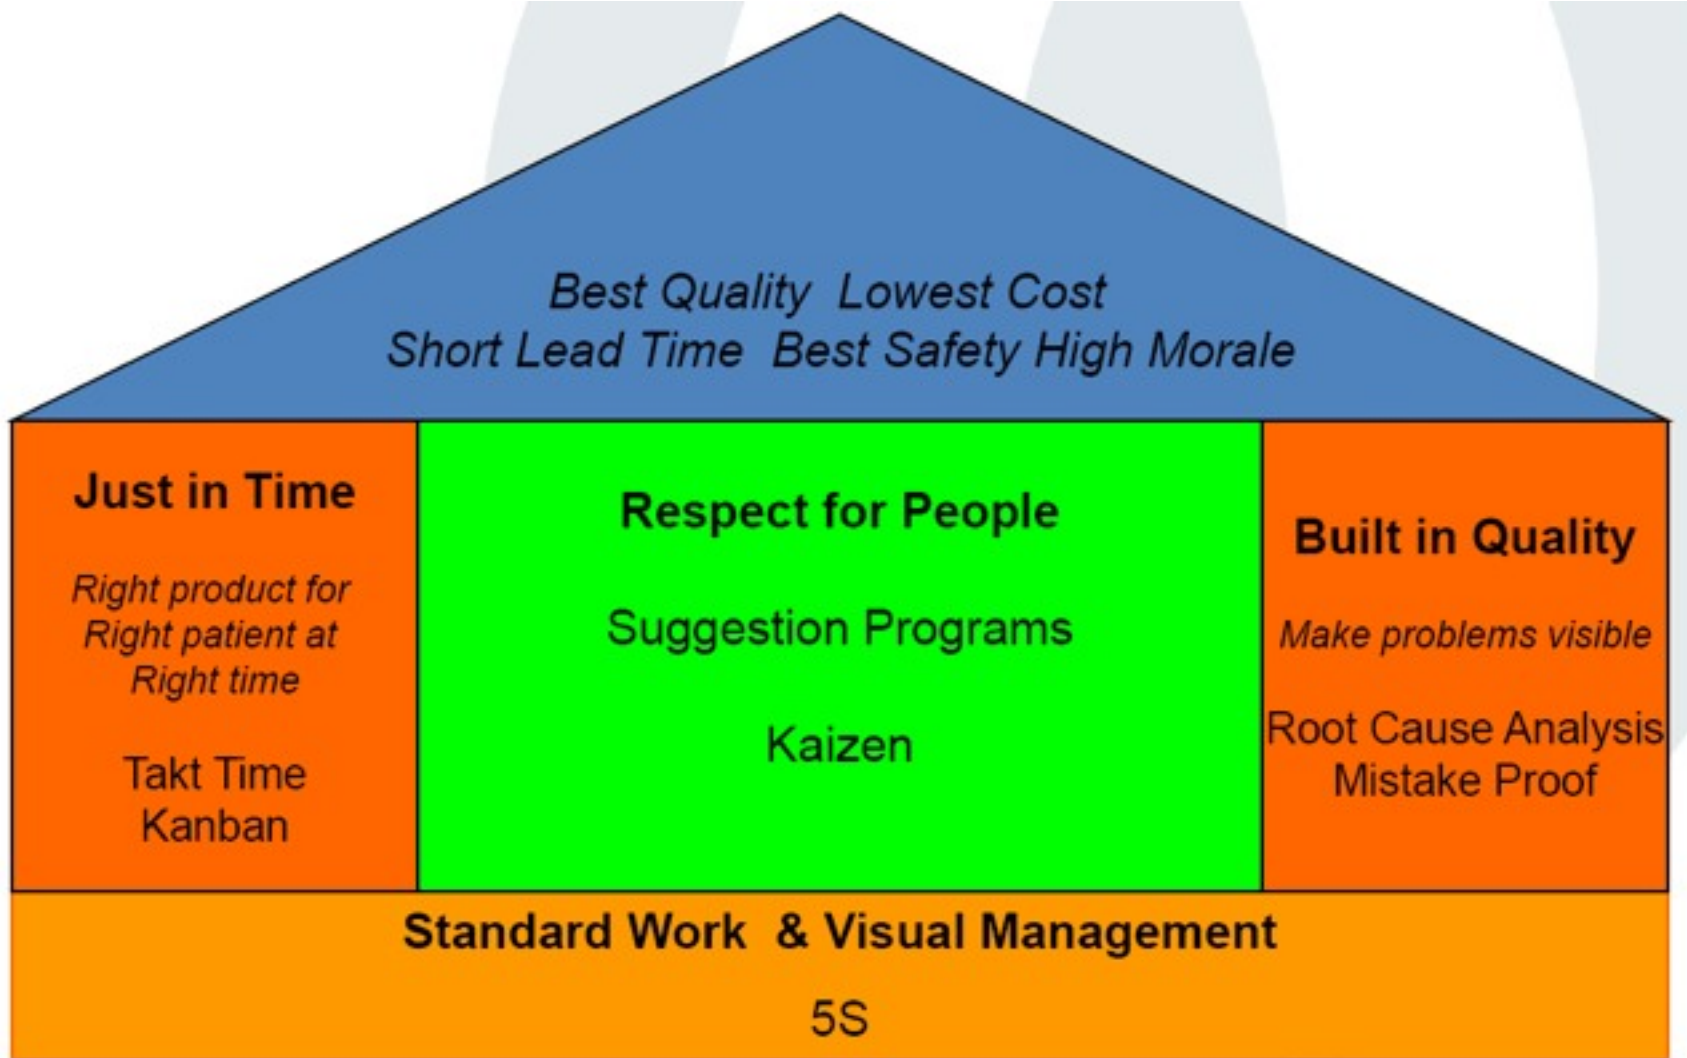 Best Quality  Lowest Cost
Short Lead Time  Best Safety High Morale
Just in Time
Right product for
Right patient at
Right time
Takt Time
Kanban
Respect for People
Suggestion Programs
Kaizen
Built in Quality
Make problems visible
Root Cause Analysis
Mistake Proof
Standard Work  & Visual Management
5S